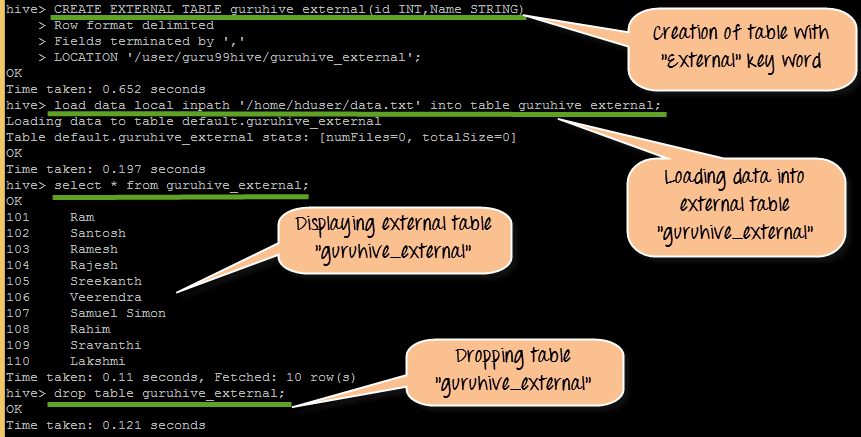 hive> CREATE EXTERNAL TABLE guruhive_external(id INT,Name STRING)
> Row format delimited
> Fields terminated by ','
> LOCATION '/user/guru99hive/guruhive_external';
OK
Time taken: 0.652 seconds
Creation of table with
"External" key word
hive> load data local inpath '/home/hduser/data.txt' into table guruhive_external;
Loading data to table default.guruhive_external
Table default.guruhive_external stats: [numFiles=0, totalSize=0]
OK
Time taken: 0.197 seconds
Loading data into
external table
"guruhive_external"
hive> select * from guruhive_external;
OK
101 Ram
102 Santosh
103 Ramesh
104 Rajesh
105 Sreekanth
106 Veerendra
107 Samuel Simon
108 Rahim
109 Sravanthi
110 Lakshmi
Time taken: 0.11 seconds, Fetched: 10 row(s)
Displaying external table
"guruhive_external"
hive> drop table guruhive_external;
OK
Time taken: 0.121 seconds
Dropping table
"guruhive_external"